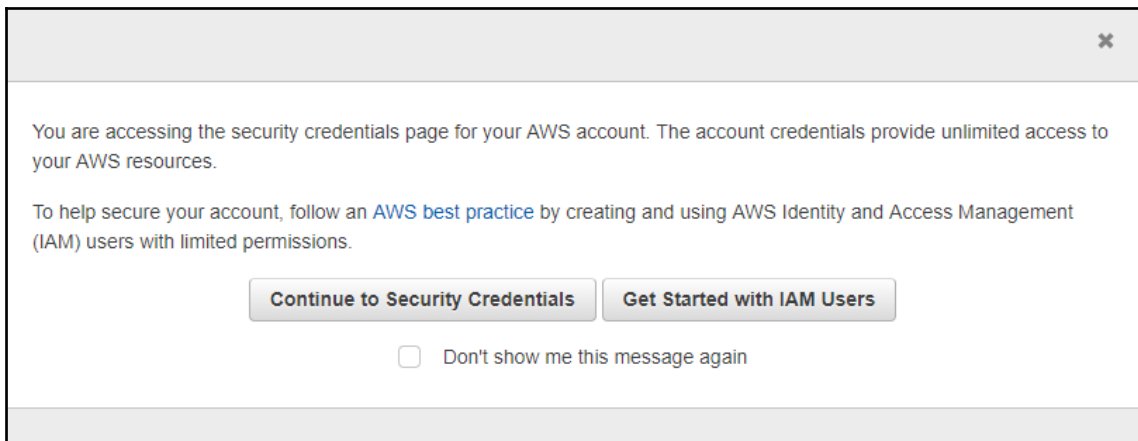 You are accessing the security credentials page for your AWS account. The account credentials provide unlimited access to
your AWS resources.
To help secure your account, follow an AWS best practice by creating and using AWS Identity and Access Management
(IAM) users with limited permissions.
Continue to Security Credentials Get Started with IAM Users
Don't show me this message again